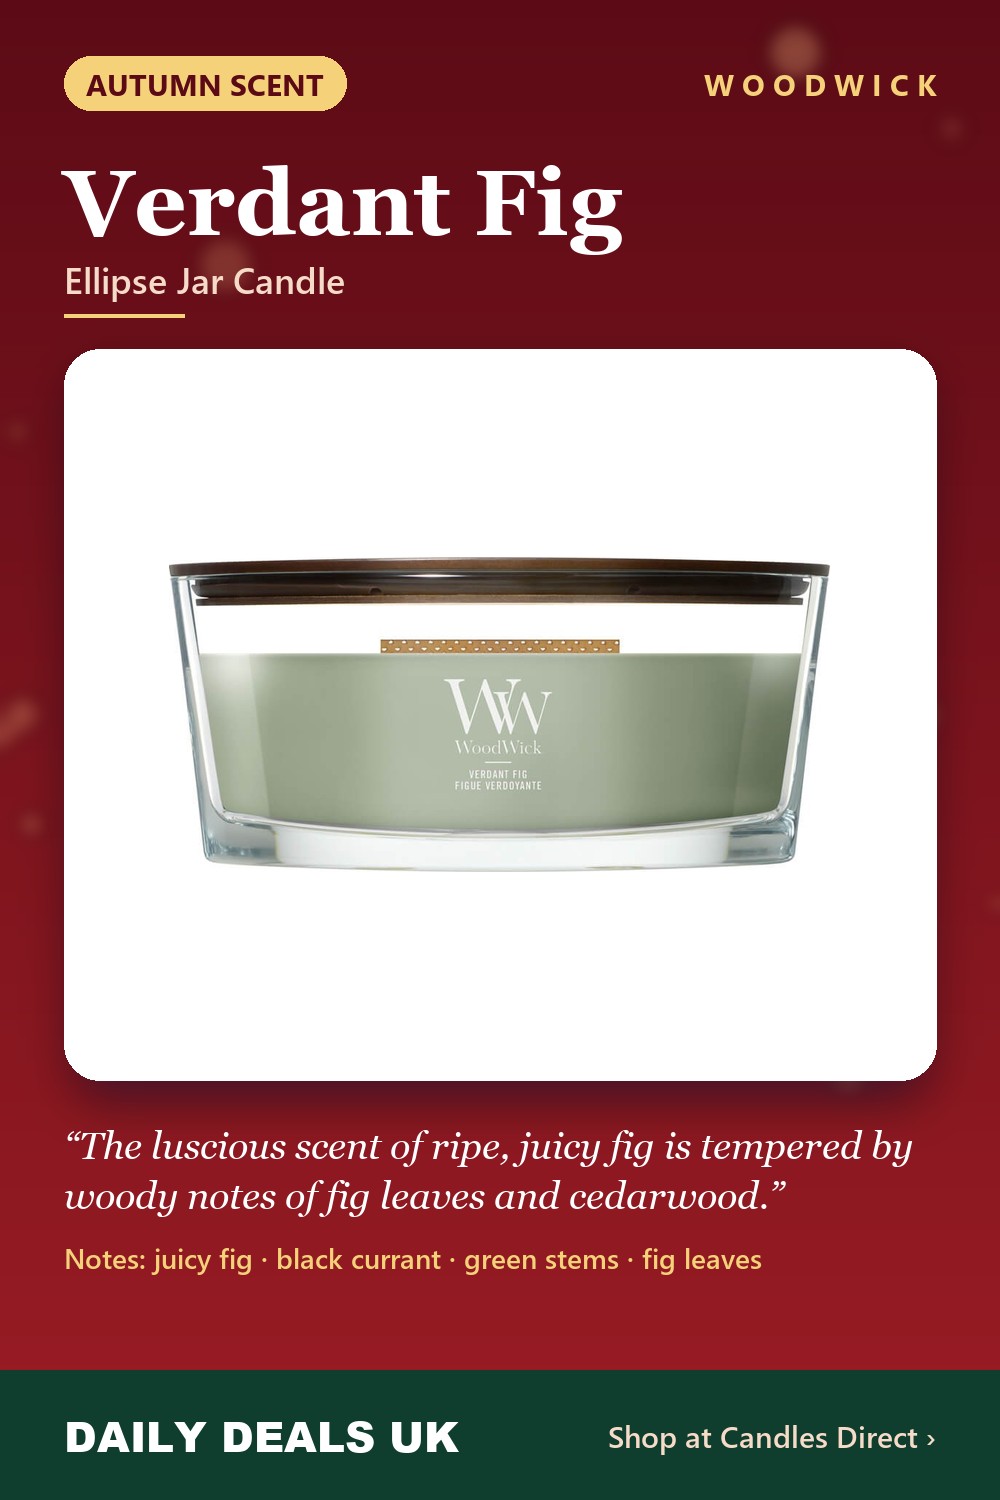 AUTUMN SCENT
WOODWICK
Verdant Fig
Ellipse Jar Candle
WW
WoodWick
VERDANT FIG
FIGUE VERDOYANTE
“The luscious scent of ripe, juicy fig is tempered by
woody notes of fig leaves and cedarwood.”
Notes: juicy fig · black currant · green stems · fig leaves
DAILY DEALS UK
Shop at Candles Direct ›